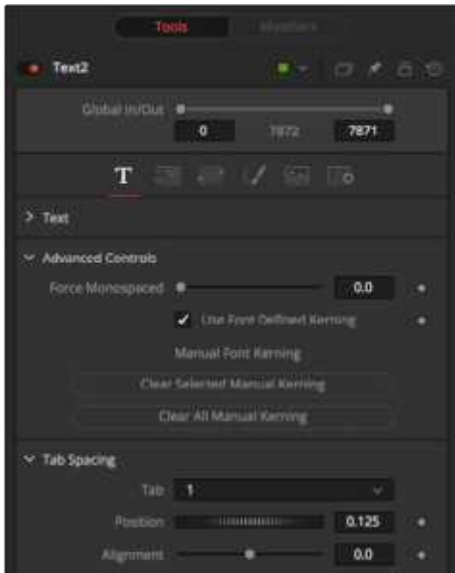 Tools Modifiers
Text2
Global In/Out
0 7872 7871
T
Text
Advanced Controls
Force Monospaced 0.0
Use Font Defined Kerning
Manual Font Kerning
Clear Selected Manual Kerning
Clear All Manual Kerning
Tab Spacing
Tab 1
Position 0.125
Alignment 0.0